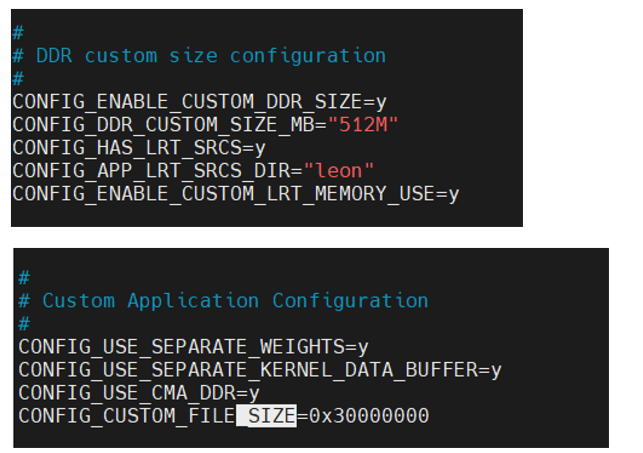 #
# DDR custom size configuration
#
CONFIG_ENABLE_CUSTOM_DDR_SIZE=y
CONFIG_DDR_CUSTOM_SIZE_MB="512M"
CONFIG_HAS_LRT_SRCS=y
CONFIG_APP_LRT_SRCS_DIR="leon"
CONFIG_ENABLE_CUSTOM_LRT_MEMORY_USE=y
#
# Custom Application Configuration
#
CONFIG_USE_SEPARATE_WEIGHTS=y
CONFIG_USE_SEPARATE_KERNEL_DATA_BUFFER=y
CONFIG_USE_CMA_DDR=y
CONFIG_CUSTOM_FILE_SIZE=0x30000000